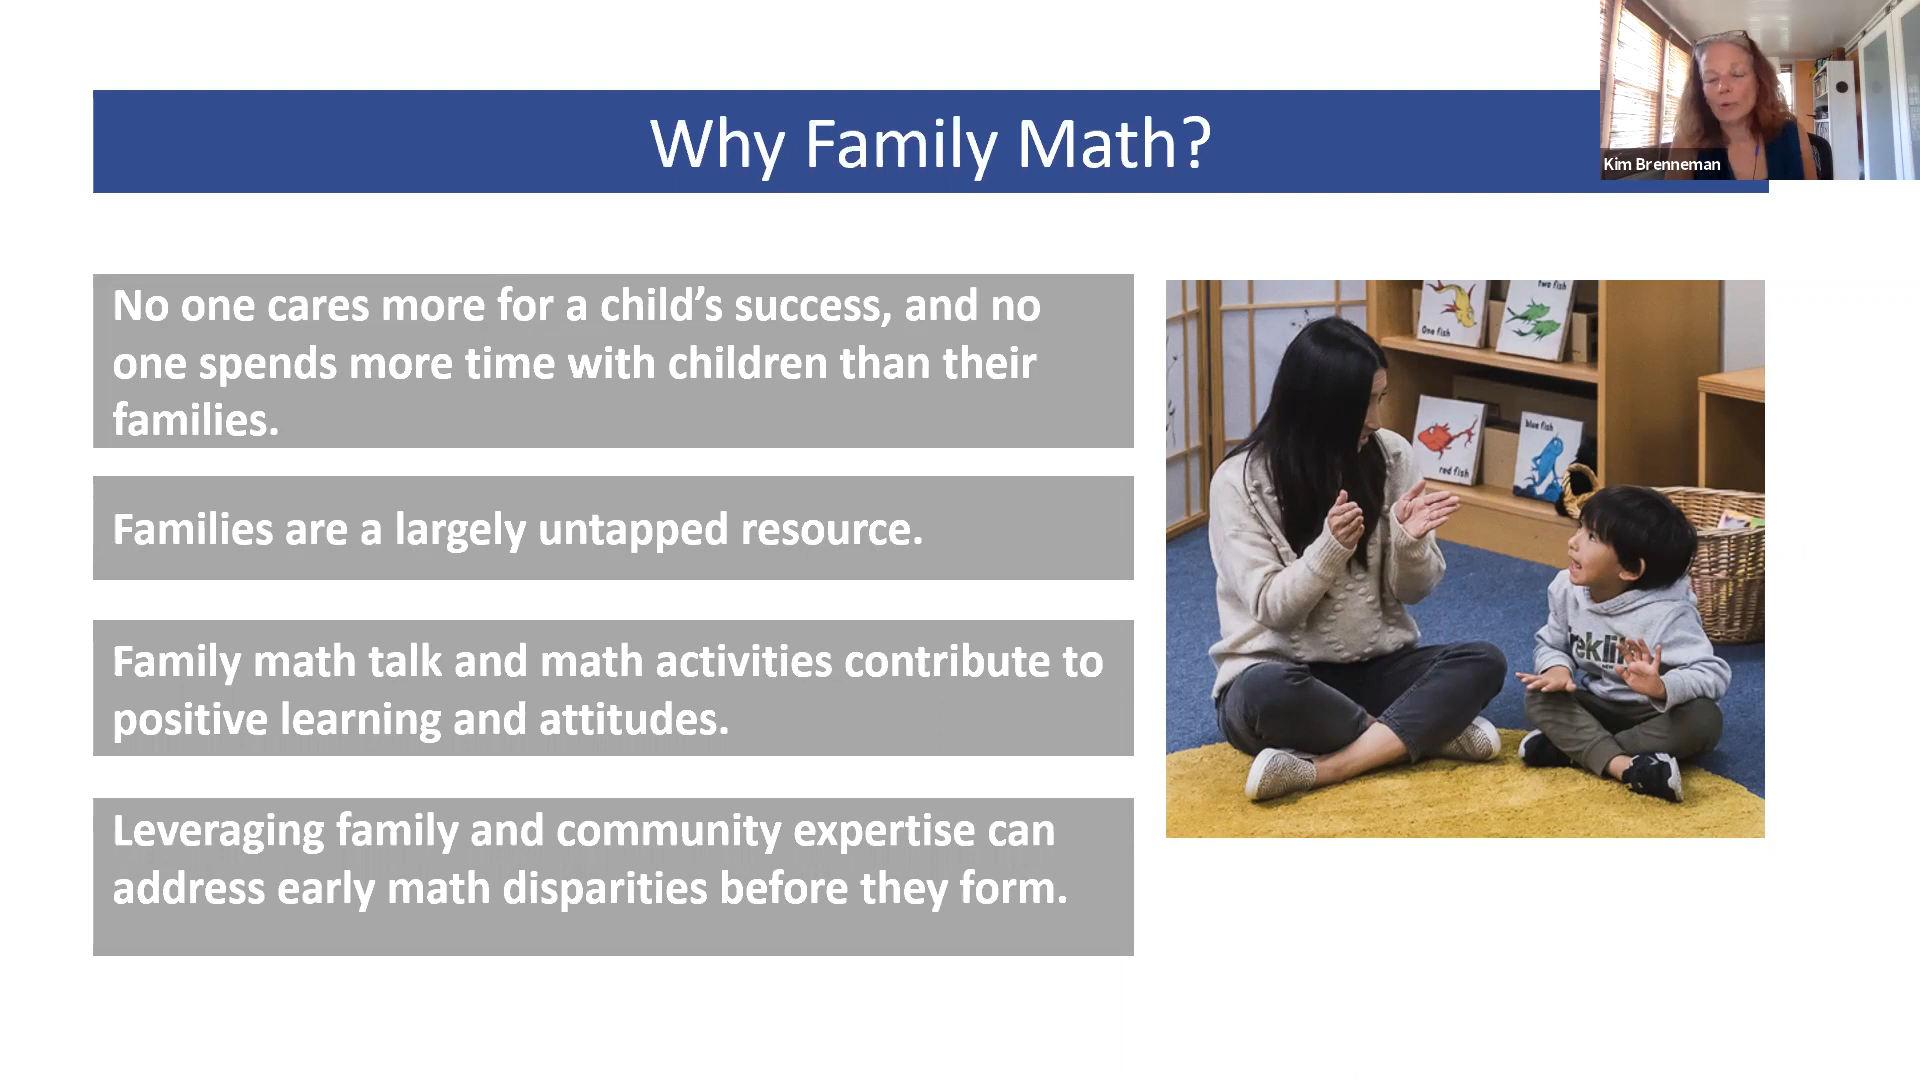 Why Family Math?
Kim Brenneman
No one cares more for a child’s success, and no
one spends more time with children than their
families.
Families are a largely untapped resource.
Family math talk and math activities contribute to
positive learning and attitudes.
Leveraging family and community expertise can
address early math disparities before they form.
One fish
two fish
red fish
blue fish